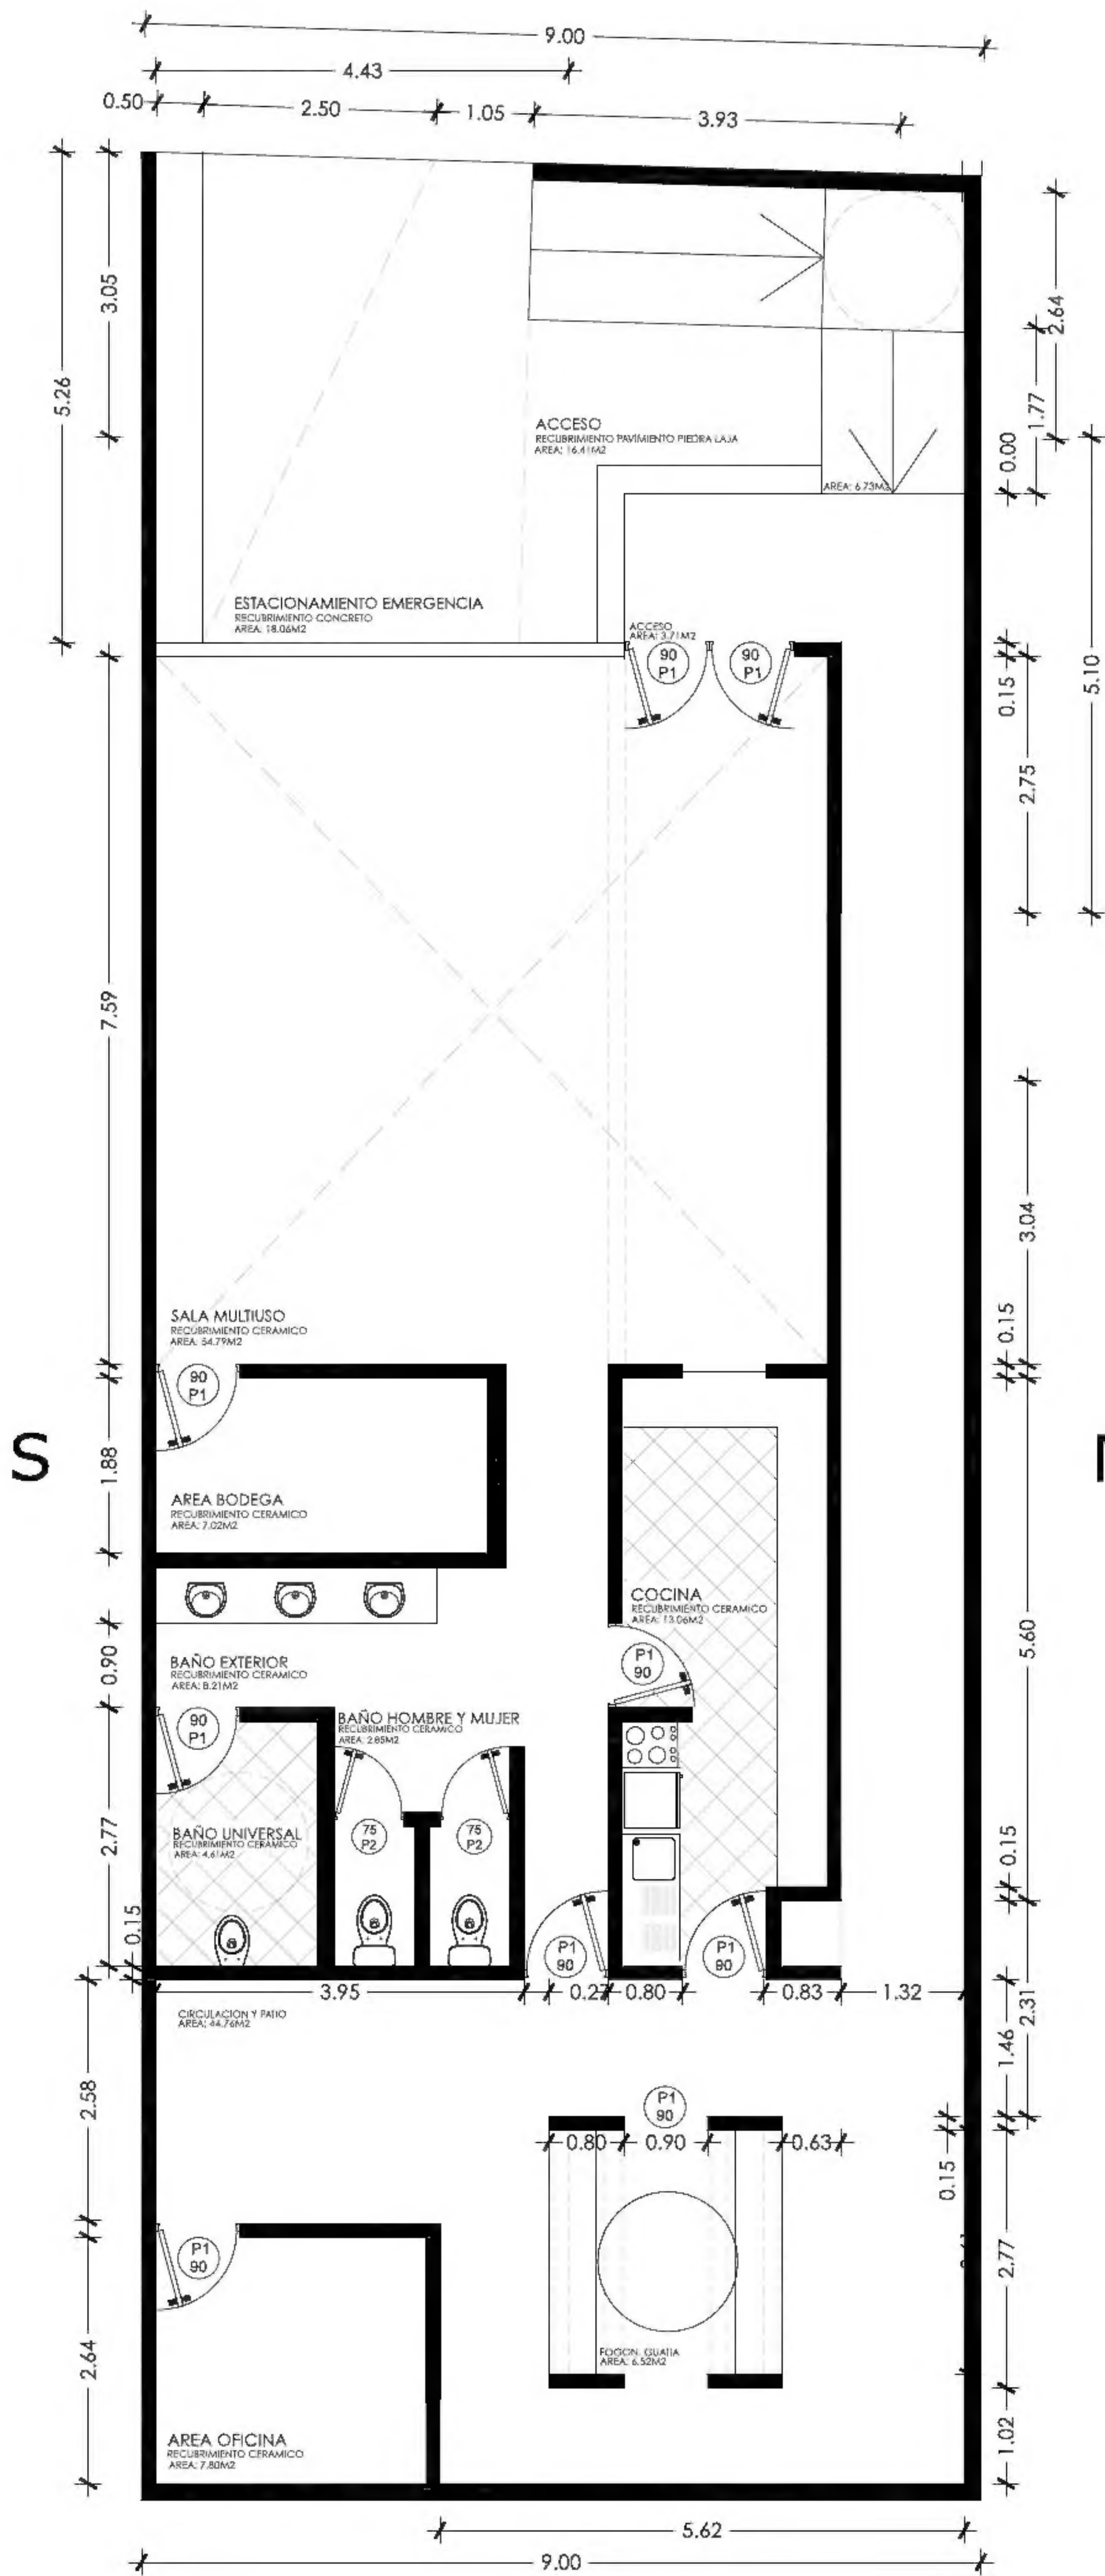 9.00
4.43
0.50
2.50
1.05
3.93
5.26
3.05
2.64
1.77
0.00
ACCESO
RECUBRIMIENTO PAVIMIENTO PIEDRA LAJA
AREA: 16.41M2
AREA: 6.73M2
5.10
ESTACIONAMIENTO EMERGENCIA
RECUBRIMIENTO CONCRETO
AREA: 18.06M2
ACCESO
AREA: 3.71M2
90
P1
90
P1
0.15
2.75
7.59
3.04
SALA MULTIUSO
RECUBRIMIENTO CERAMICO
AREA: 54.79M2
0.15
90
P1
S
1.88
AREA BODEGA
RECUBRIMIENTO CERAMICO
AREA: 7.02M2
COCINA
RECUBRIMIENTO CERAMICO
AREA: 13.06M2
5.60
0.90
BAÑO EXTERIOR
RECUBRIMIENTO CERAMICO
AREA: 8.21M2
P1
90
90
P1
BAÑO HOMBRE Y MUJER
RECUBRIMIENTO CERAMICO
AREA: 2.85M2
2.77
BAÑO UNIVERSAL
RECUBRIMIENTO CERAMICO
AREA: 4.61M2
75
P2
75
P2
0.15
0.15
P1
90
P1
90
3.95
0.27
0.80
0.83
1.32
CIRCULACION Y PATIO
AREA: 44.76M2
2.31
1.46
2.58
P1
90
0.80
0.90
0.63
0.15
P1
90
2.77
2.64
FOGON, GUATIA
AREA: 6.52M2
AREA OFICINA
RECUBRIMIENTO CERAMICO
AREA: 7.80M2
1.02
5.62
9.00